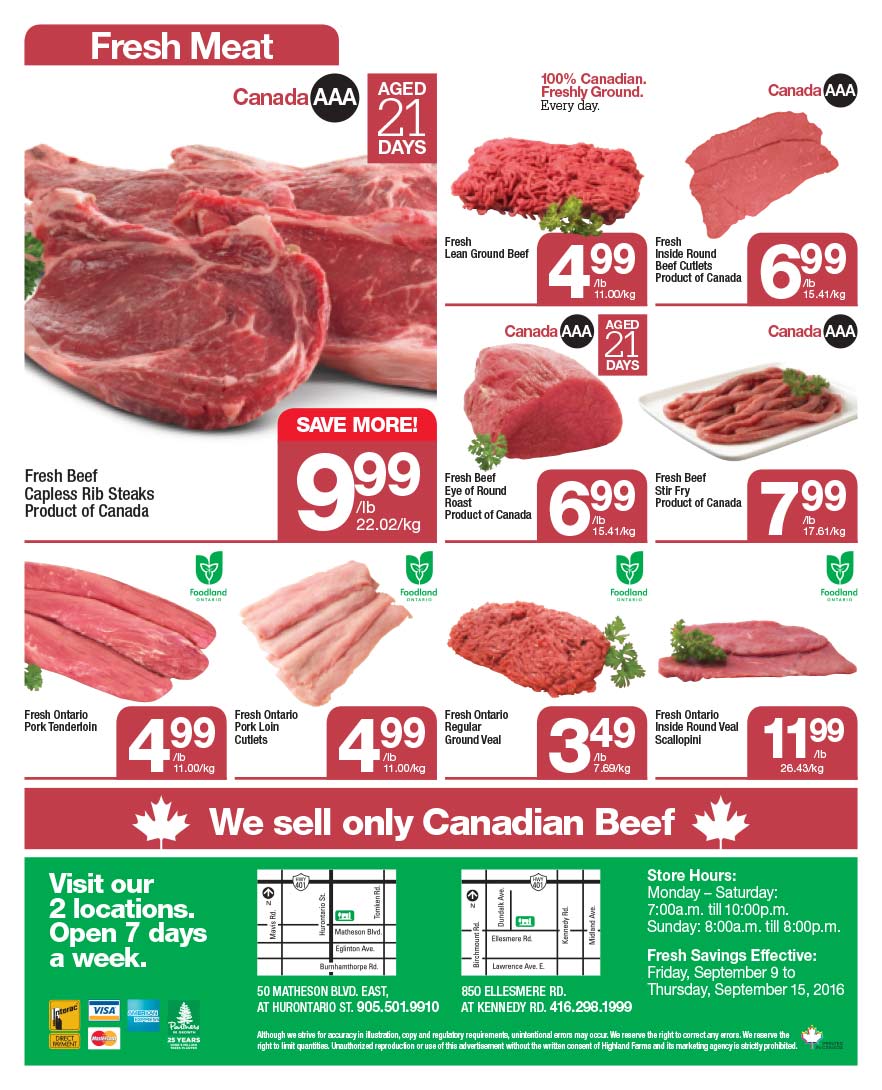 Fresh Meat
Canada AAA
AGED
21
DAYS
SAVE MORE!
Fresh Beef
Capless Rib Steaks
Product of Canada
9.99
/lb
22.02/kg
100% Canadian.
Freshly Ground.
Every day.
Fresh
Lean Ground Beef
4.99
/lb
11.00/kg
Canada AAA
Fresh
Inside Round
Beef Cutlets
Product of Canada
6.99
/lb
15.41/kg
Canada AAA
AGED
21
DAYS
Fresh Beef
Eye of Round
Roast
Product of Canada
6.99
/lb
15.41/kg
Canada AAA
Fresh Beef
Stir Fry
Product of Canada
7.99
/lb
17.61/kg
Foodland
ONTARIO
Fresh Ontario
Pork Tenderloin
4.99
/lb
11.00/kg
Foodland
ONTARIO
Fresh Ontario
Pork Loin
Cutlets
4.99
/lb
11.00/kg
Foodland
ONTARIO
Fresh Ontario
Regular
Ground Veal
3.49
/lb
7.69/kg
Foodland
ONTARIO
Fresh Ontario
Inside Round Veal
Scallopini
11.99
/lb
26.43/kg
We sell only Canadian Beef
Visit our
2 locations.
Open 7 days
a week.
Interac
DIRECT
PAYMENT
VISA
MasterCard
AMERICAN
EXPRESS
Partners
IN GROWTH
25 YEARS
HWY
401
N
Mavis Rd.
Hurontario St.
Tomken Rd.
Matheson Blvd.
Eglinton Ave.
Burnhamthorpe Rd.
50 MATHESON BLVD. EAST,
AT HURONTARIO ST. 905.501.9910
HWY
401
N
Birchmount Rd.
Dundalk Ave.
Kennedy Rd.
Midland Ave.
Ellesmere Rd.
Lawrence Ave. E.
850 ELLESMERE RD.
AT KENNEDY RD. 416.298.1999
Store Hours:
Monday – Saturday:
7:00a.m. till 10:00p.m.
Sunday: 8:00a.m. till 8:00p.m.
Fresh Savings Effective:
Friday, September 9 to
Thursday, September 15, 2016
Although we strive for accuracy in illustration, copy and regulatory requirements, unintentional errors may occur. We reserve the right to correct any errors. We reserve the
right to limit quantities. Unauthorized reproduction or use of this advertisement without the written consent of Highland Farms and its marketing agency is strictly prohibited.